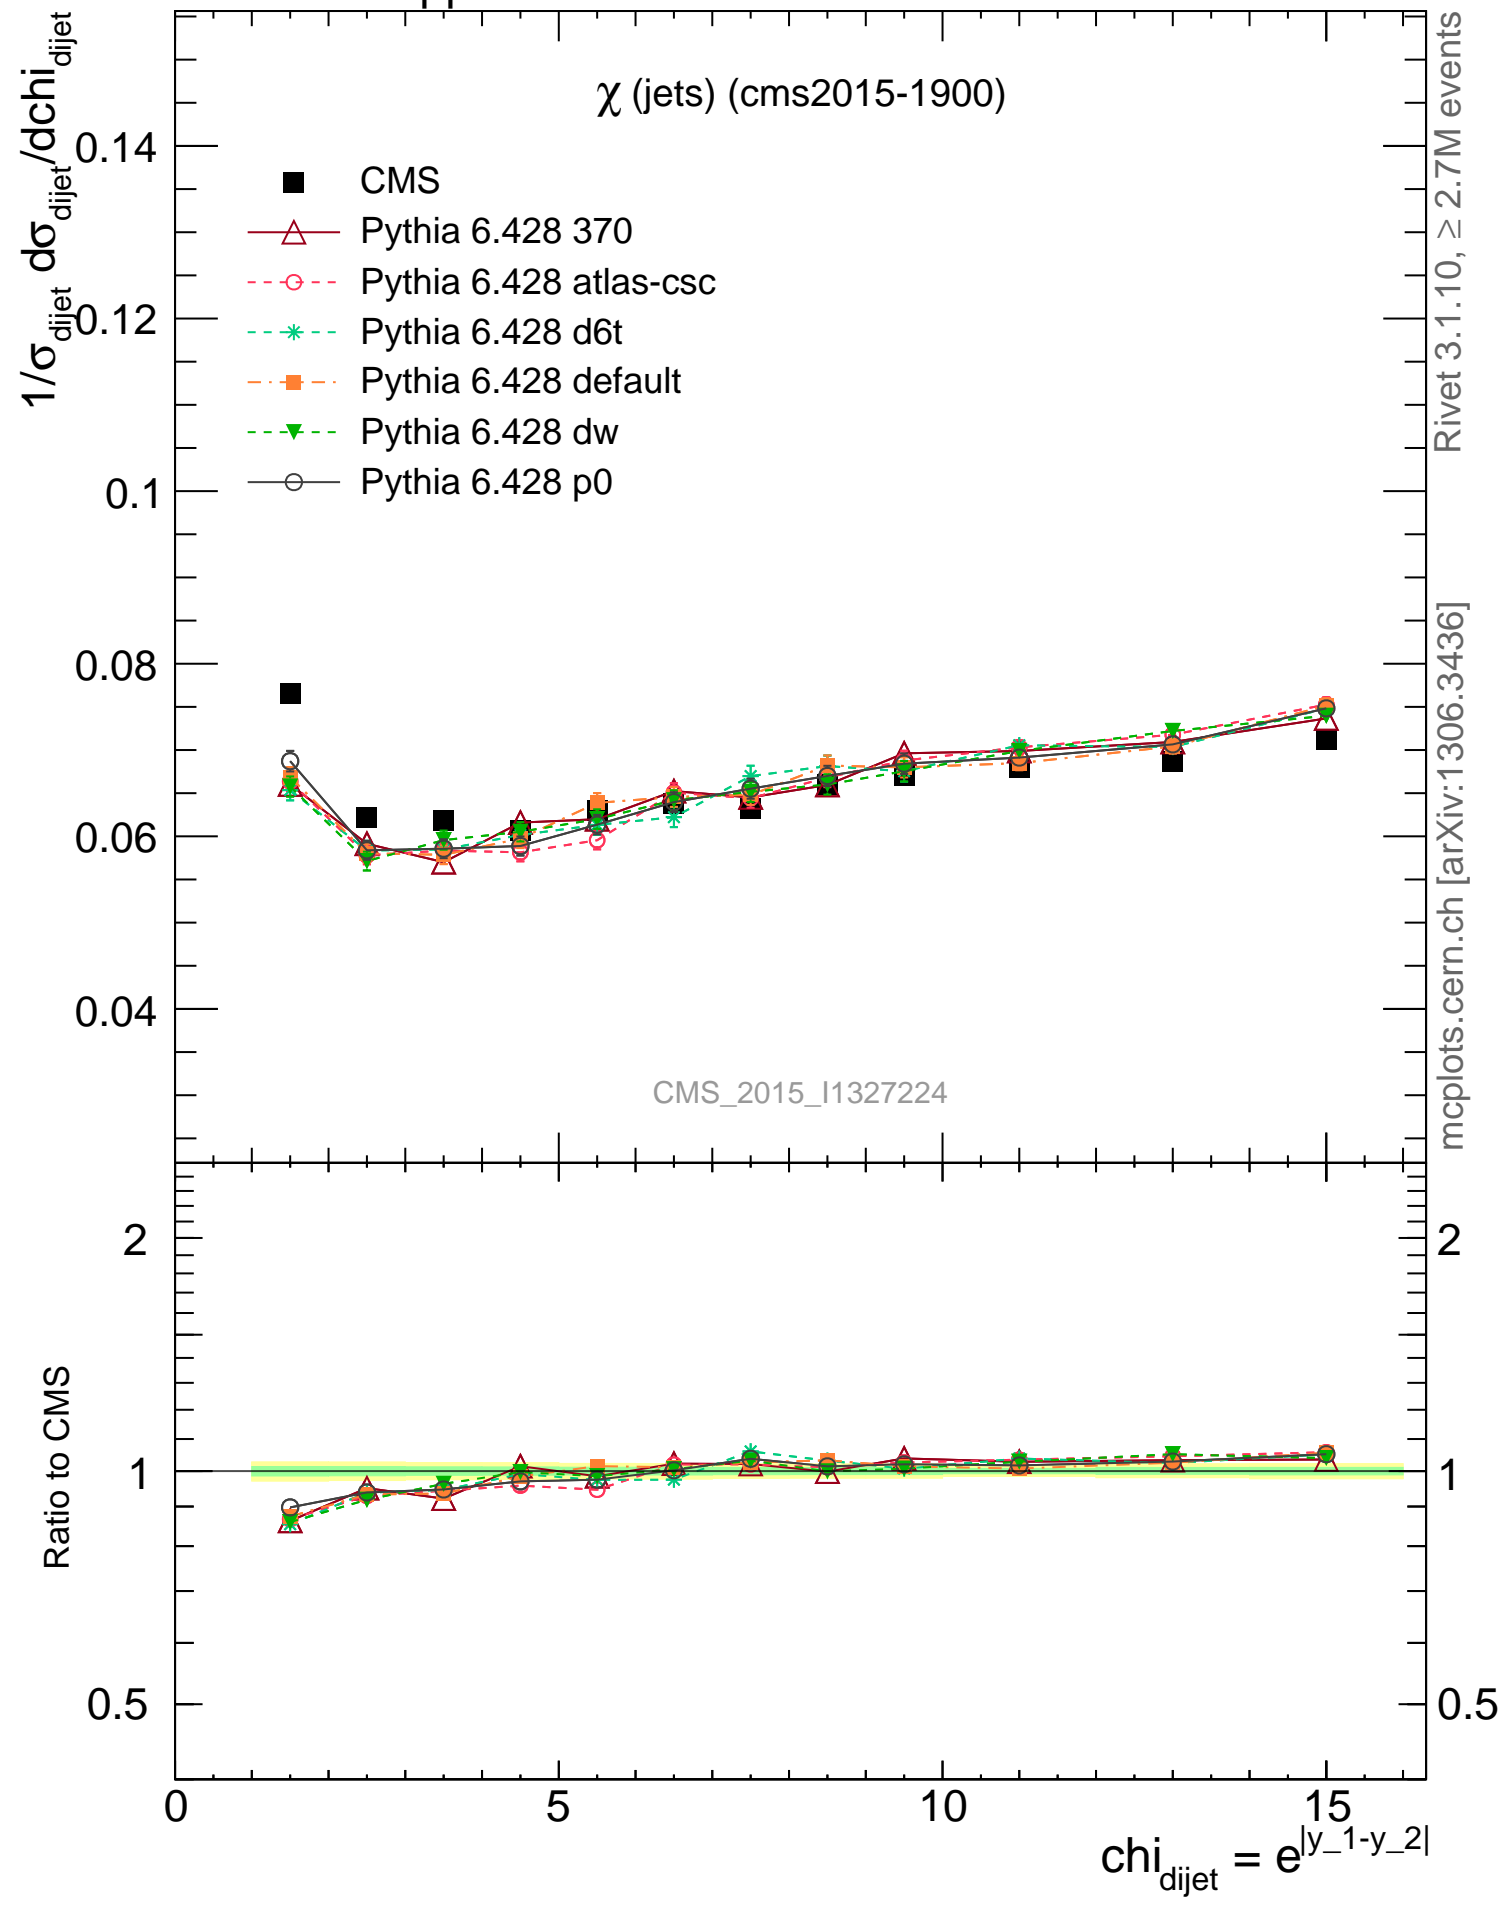 χ (jets) (cms2015-1900)
CMS
Pythia 6.428 370
Pythia 6.428 atlas-csc
Pythia 6.428 d6t
Pythia 6.428 default
Pythia 6.428 dw
Pythia 6.428 p0
1/σdijet dσdijet/dchidijet
0.14
0.12
0.1
0.08
0.06
0.04
CMS_2015_I1327224
Rivet 3.1.10, ≥ 2.7M events
mcplots.cern.ch [arXiv:1306.3436]
Ratio to CMS
2
1
0.5
2
1
0.5
0
5
10
15
chidijet = e|y_1-y_2|